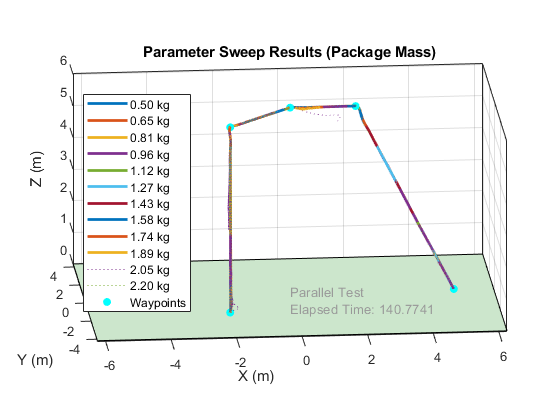 Parameter Sweep Results (Package Mass)
6
5
4
3
2
1
0
Z (m)
0.50 kg
0.65 kg
0.81 kg
0.96 kg
1.12 kg
1.27 kg
1.43 kg
1.58 kg
1.74 kg
1.89 kg
2.05 kg
2.20 kg
Waypoints
Parallel Test
Elapsed Time: 140.7741
4
2
0
-2
-4
Y (m)
-6
-4
-2
0
2
4
6
X (m)